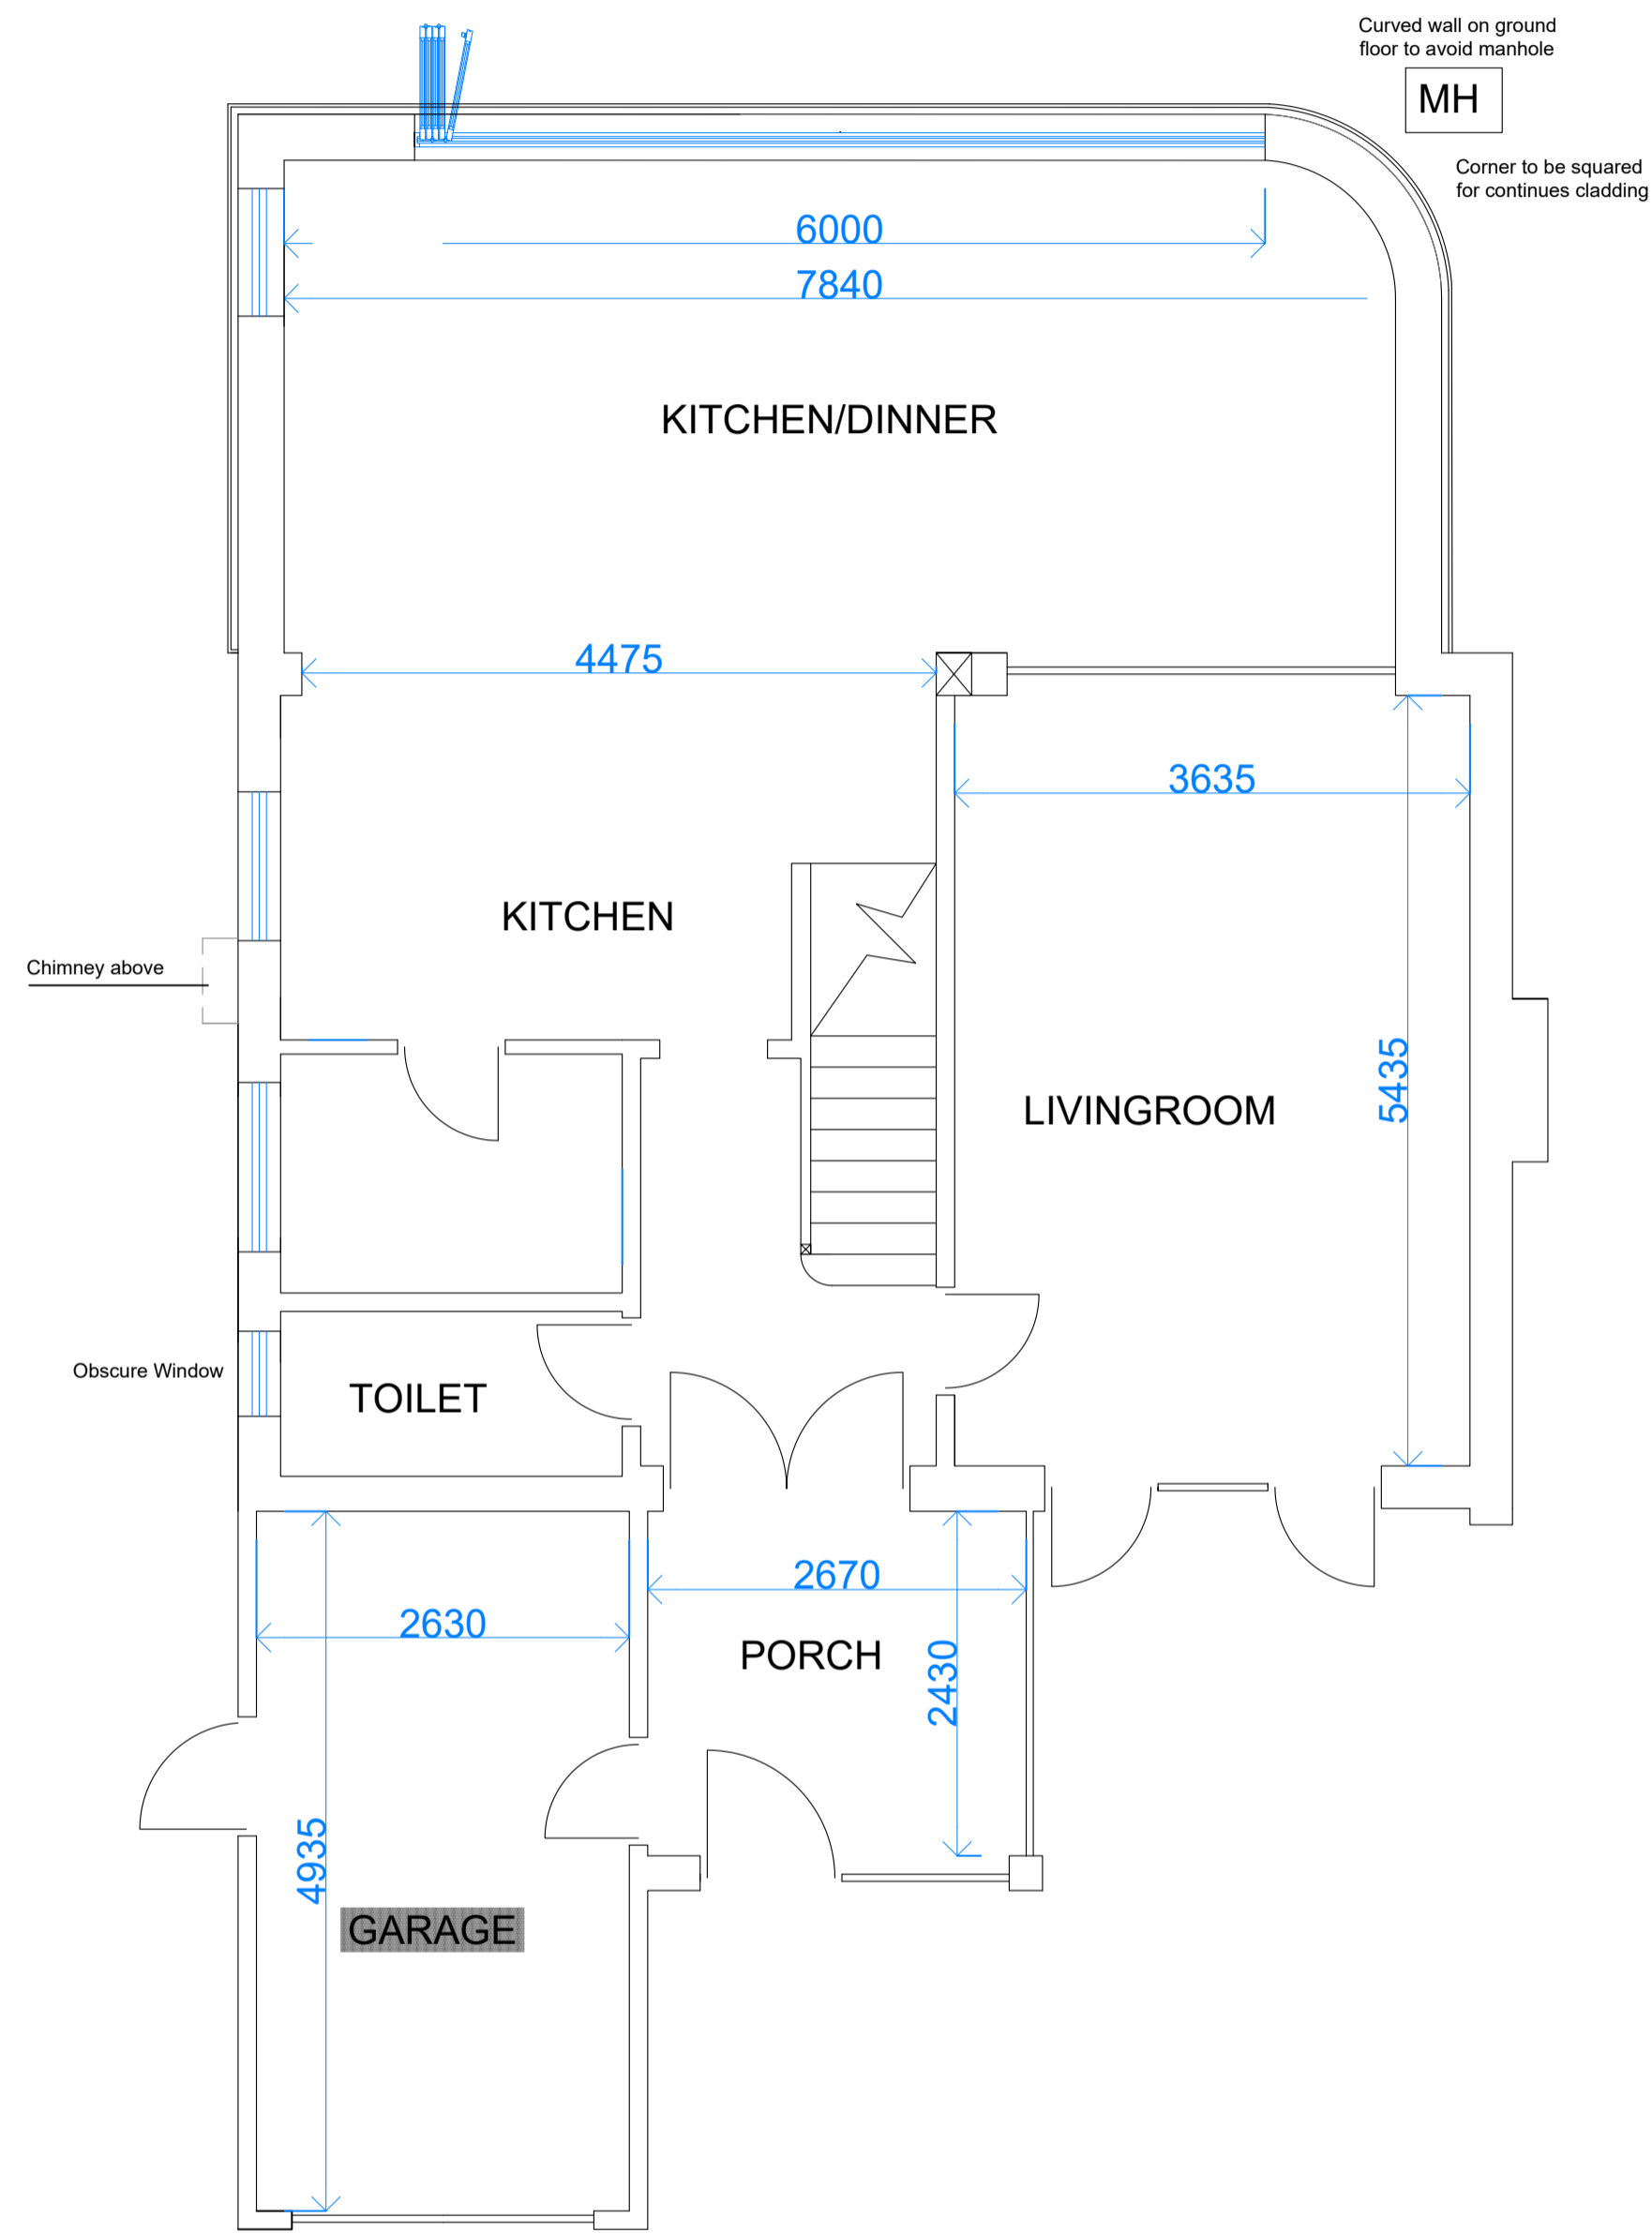 Curved wall on ground
floor to avoid manhole
MH
Corner to be squared
for continues cladding
6000
7840
KITCHEN/DINNER
4475
3635
KITCHEN
Chimney above
5435
LIVINGROOM
Obscure Window
TOILET
2670
2630
PORCH
2430
4935
GARAGE